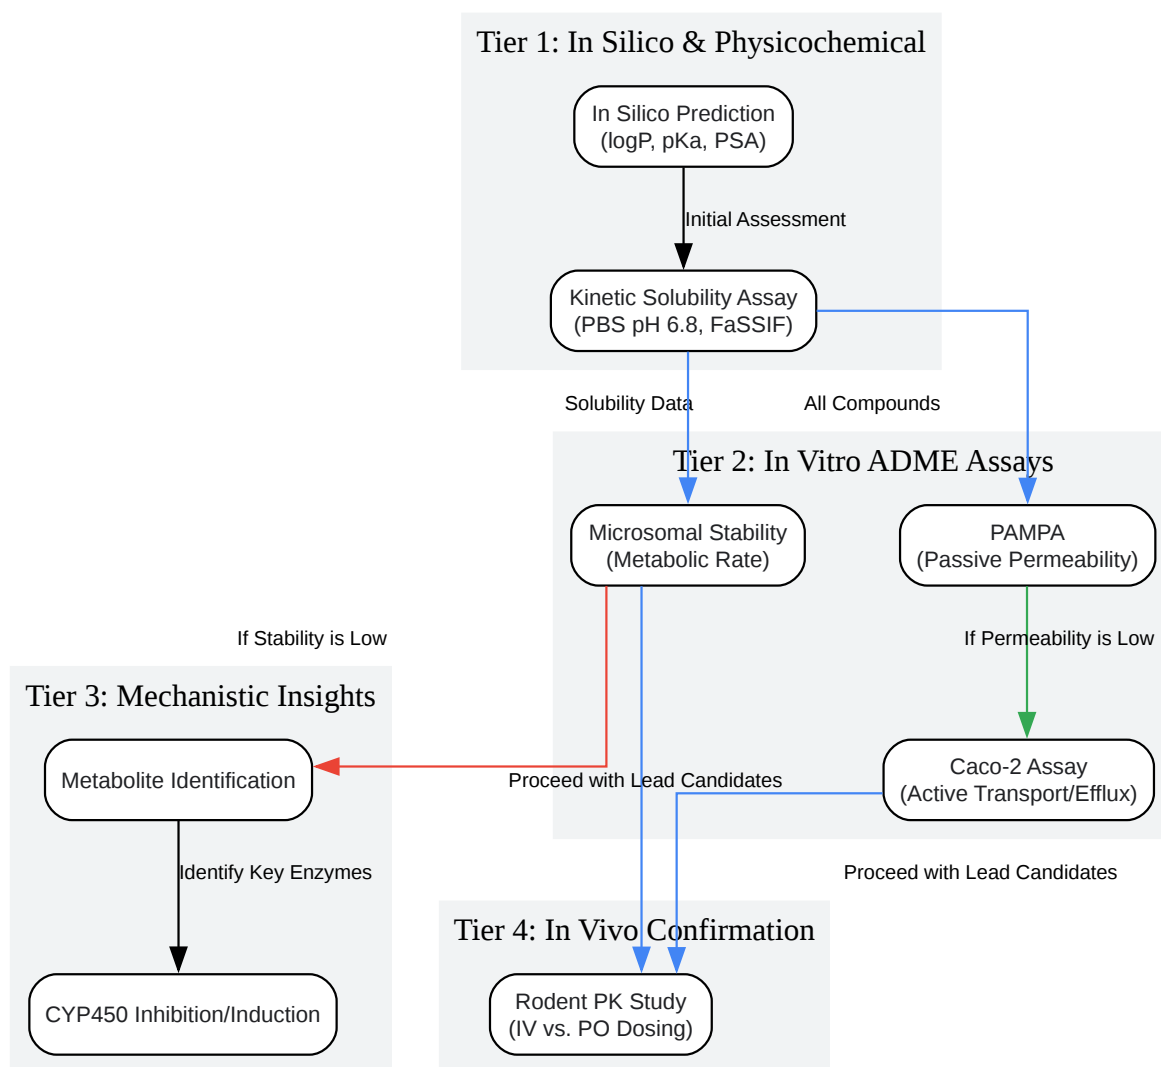 Tier 1: In Silico & Physicochemical
In Silico Prediction
(logP, pKa, PSA)
Initial Assessment
Kinetic Solubility Assay
(PBS pH 6.8, FaSSIF)
Solubility Data
All Compounds
Tier 2: In Vitro ADME Assays
Microsomal Stability
(Metabolic Rate)
PAMPA
(Passive Permeability)
If Stability is Low
If Permeability is Low
Tier 3: Mechanistic Insights
Metabolite Identification
Proceed with Lead Candidates
Caco-2 Assay
(Active Transport/Efflux)
Identify Key Enzymes
Proceed with Lead Candidates
Tier 4: In Vivo Confirmation
CYP450 Inhibition/Induction
Rodent PK Study
(IV vs. PO Dosing)